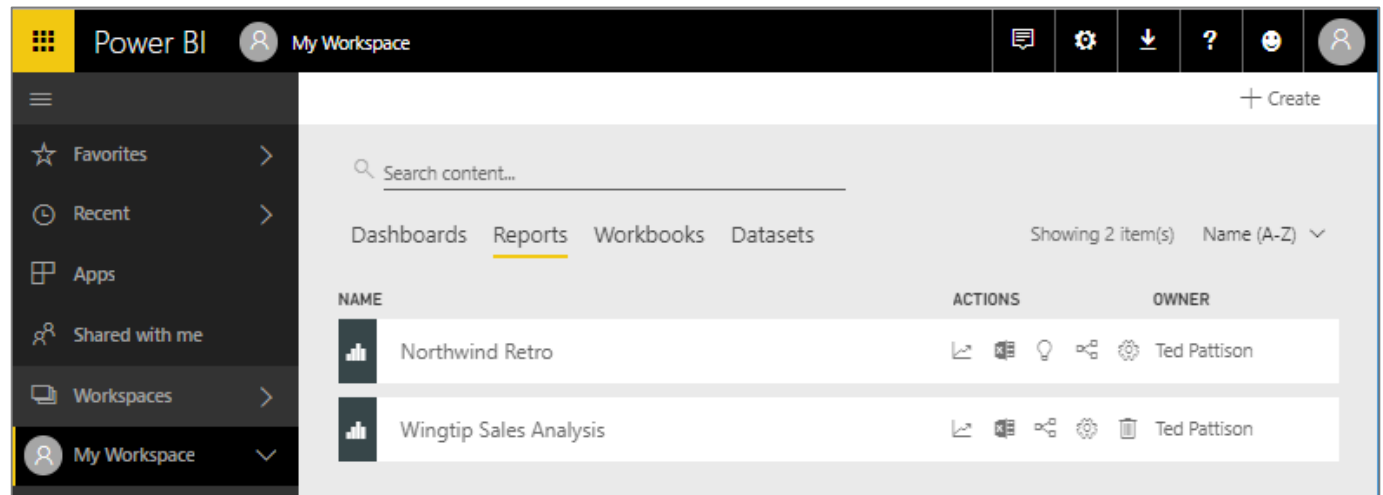 Power BI My Workspace ?
Create
Favorites
Search content...
Recent
Dashboards Reports Workbooks Datasets Showing 2 item(s) Name (A-Z)
Apps
NAME ACTIONS OWNER
Shared with me
Northwind Retro Ted Pattison
Workspaces
Wingtip Sales Analysis Ted Pattison
My Workspace